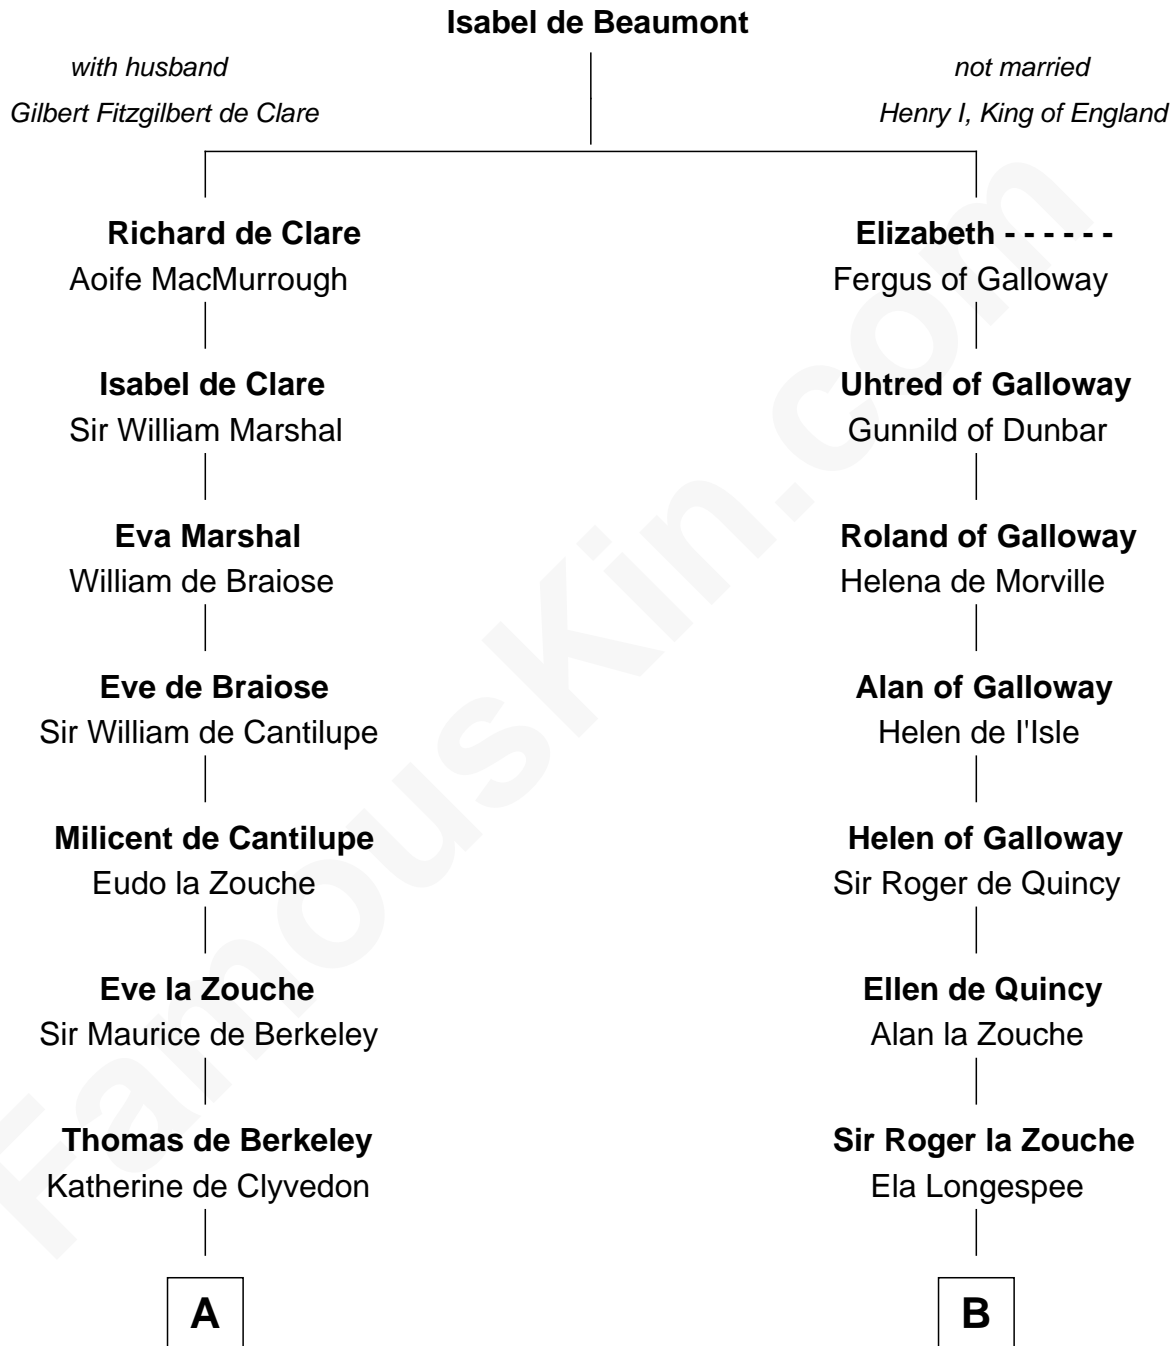 Isabel de Beaumont
with husband
Gilbert Fitzgilbert de Clare
not married
Henry I, King of England
Richard de Clare
Aoife MacMurrough
Isabel de Clare
Sir William Marshal
Eva Marshal
William de Braiose
Eve de Braiose
Sir William de Cantilupe
Milicent de Cantilupe
Eudo la Zouche
Eve la Zouche
Sir Maurice de Berkeley
Thomas de Berkeley
Katherine de Clyvedon
A
Elizabeth - - - - - -
Fergus of Galloway
Uhtred of Galloway
Gunnild of Dunbar
Roland of Galloway
Helena de Morville
Alan of Galloway
Helen de l'Isle
Helen of Galloway
Sir Roger de Quincy
Ellen de Quincy
Alan la Zouche
Sir Roger la Zouche
Ela Longespee
B
FamousKin.com